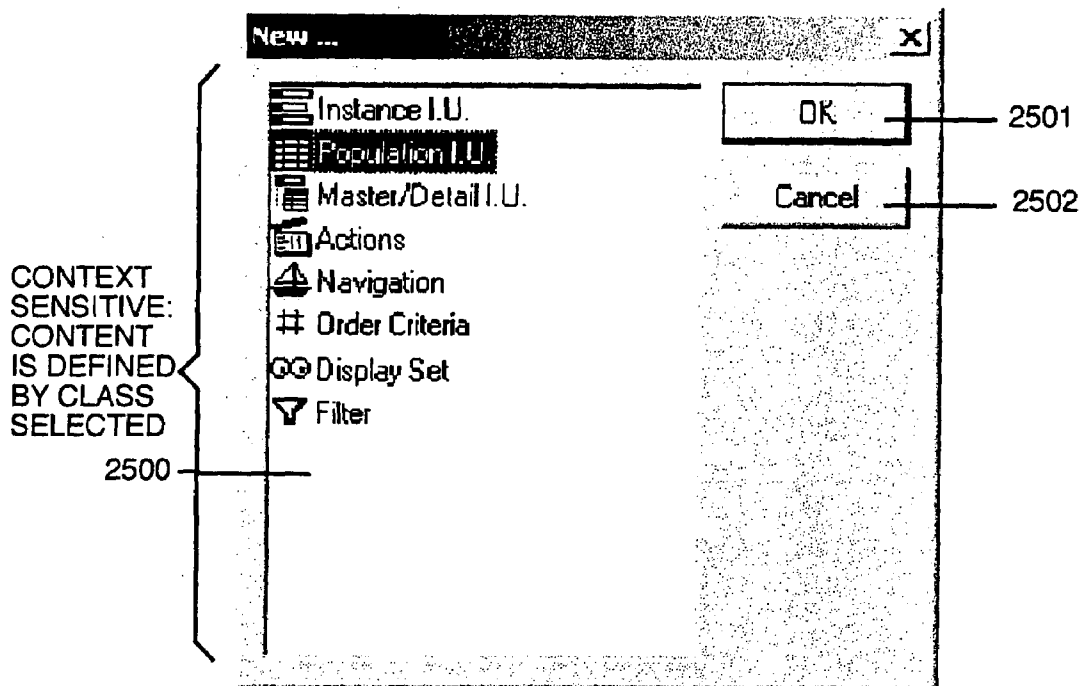 New ...
Instance I.U.
Population I.U.
Master/Detail I.U.
Actions
Navigation
Order Criteria
Display Set
Filter
OK
2501
Cancel
2502
CONTEXT
SENSITIVE:
CONTENT
IS DEFINED
BY CLASS
SELECTED
2500